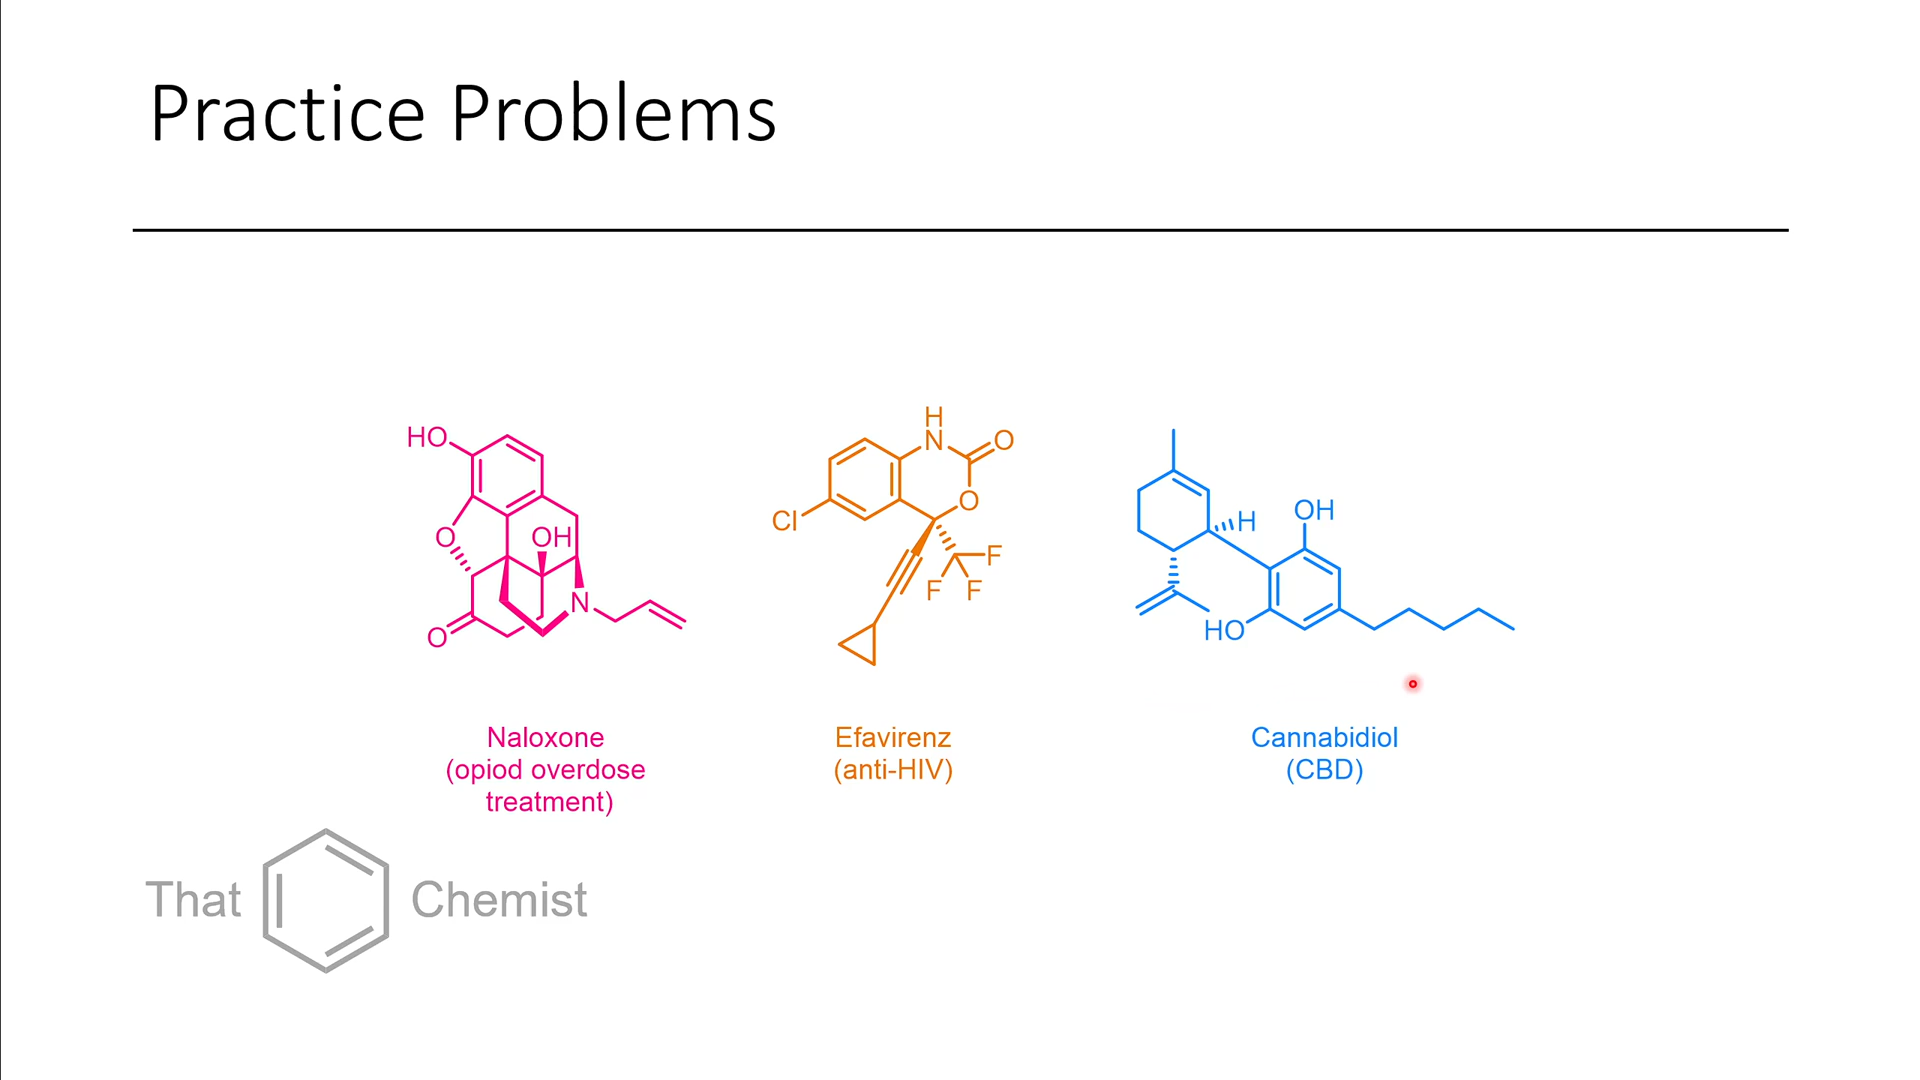 Practice Problems
HO
O
OH
N
O
H
N
O
O
Cl
F
F
F
H
OH
HO
Naloxone
(opiod overdose
treatment)
Efavirenz
(anti-HIV)
Cannabidiol
(CBD)
That Chemist